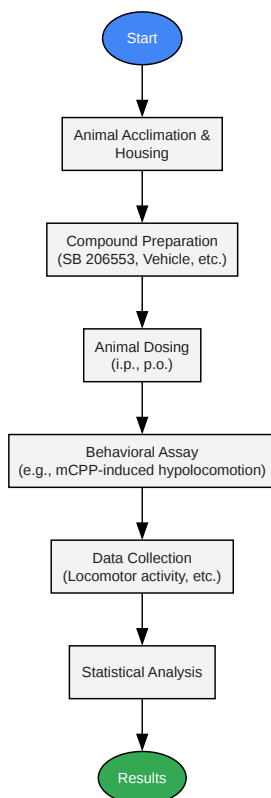 Start
Animal Acclimation &
Housing
Compound Preparation
(SB 206553, Vehicle, etc.)
Animal Dosing
(i.p., p.o.)
Behavioral Assay
(e.g., mCPP-induced hypolocomotion)
Data Collection
(Locomotor activity, etc.)
Statistical Analysis
Results